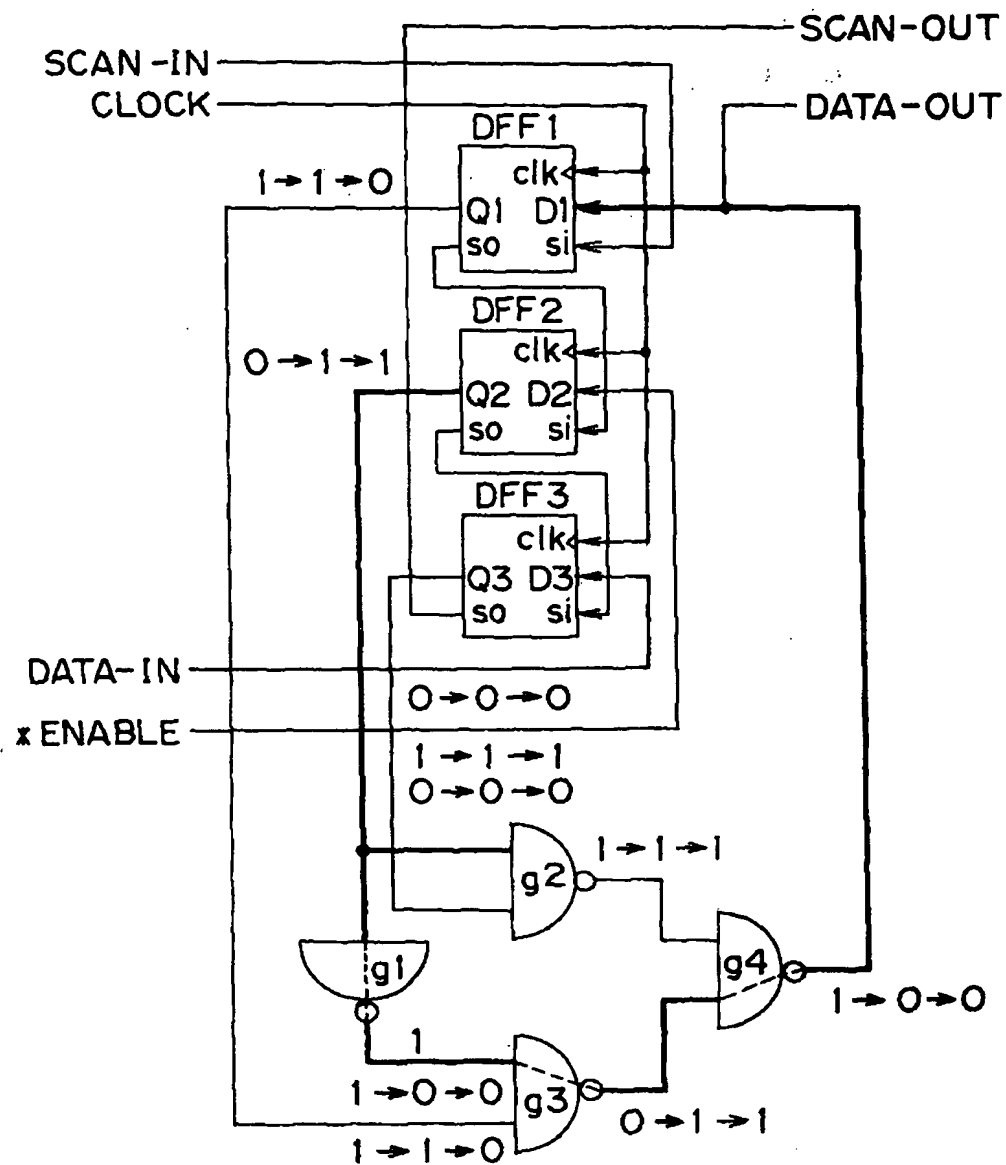 SCAN-OUT
SCAN-IN
CLOCK
DATA-OUT
DFF1
clk
1→1→0
Q1 D1
so si
DFF2
clk
0→1→1
Q2 D2
so si
DFF3
clk
Q3 D3
so si
DATA-IN
0→0→0
*ENABLE
1→1→1
0→0→0
1→1→1
g2
g1
g4
1→0→0
1
1→0→0
g3
0→1→1
1→1→0